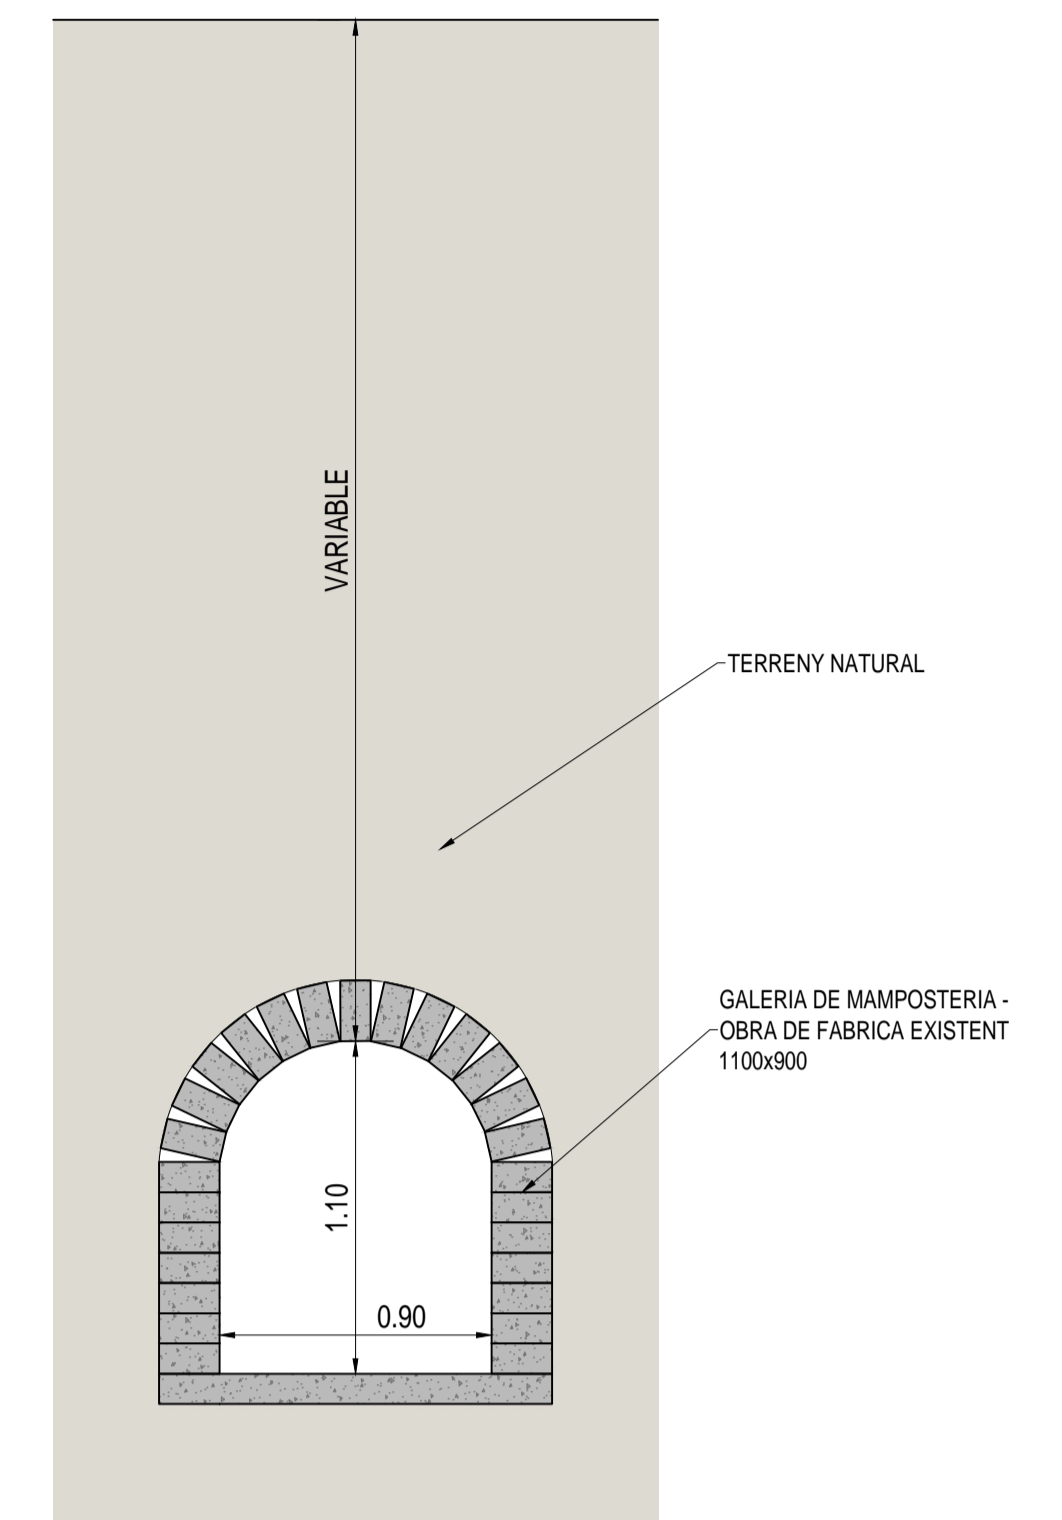 VARIABLE
TERRENY NATURAL
GALERIA DE MAMPOSTERIA -
OBRA DE FABRICA EXISTENT
1100x900
1.10
0.90